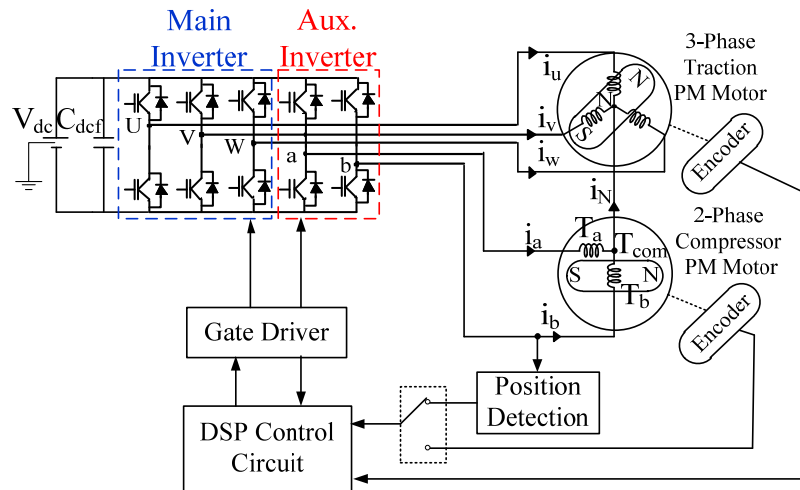 Main
Inverter
Aux.
Inverter
3-Phase
Traction
PM Motor
V_dc
C_dcf
U
V
W
a
b
i_u
i_v
i_w
N
N
S
Encoder
i_N
2-Phase
Compressor
PM Motor
i_a
T_a
T_com
S
N
T_b
i_b
Encoder
Gate Driver
Position
Detection
DSP Control
Circuit